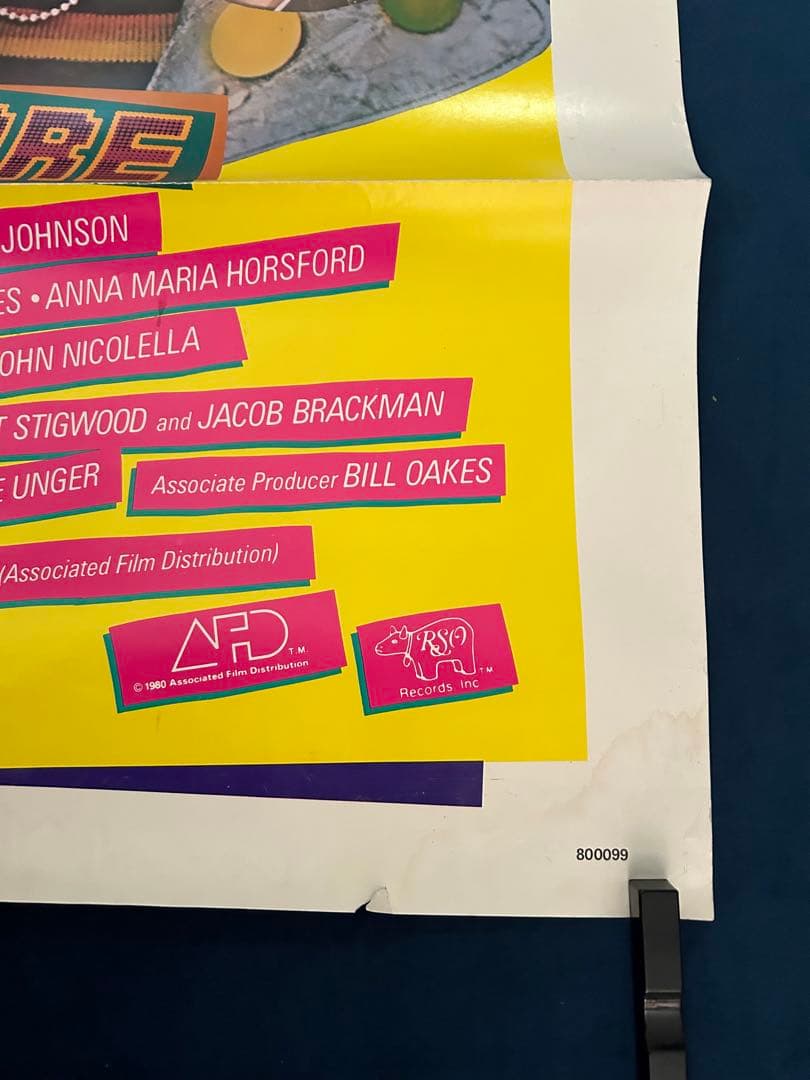 RE
JOHNSON
ES • ANNA MARIA HORSFORD
OHN NICOLELLA
T STIGWOOD and JACOB BRACKMAN
E UNGER
Associate Producer BILL OAKES
(Associated Film Distribution)
AFD T.M.
© 1980 Associated Film Distribution
RSO TM
Records Inc
800099